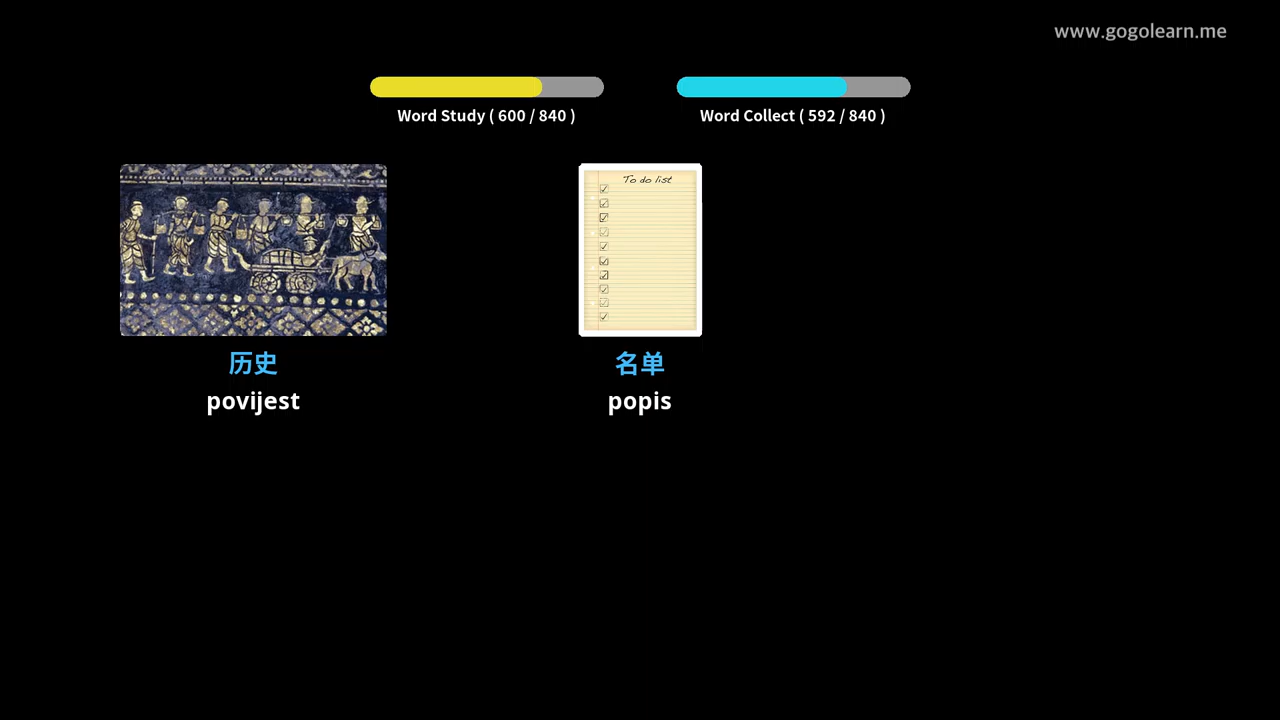 www.gogolearn.me
Word Study ( 600 / 840 )
Word Collect ( 592 / 840 )
To do list
历史
名单
povijest
popis